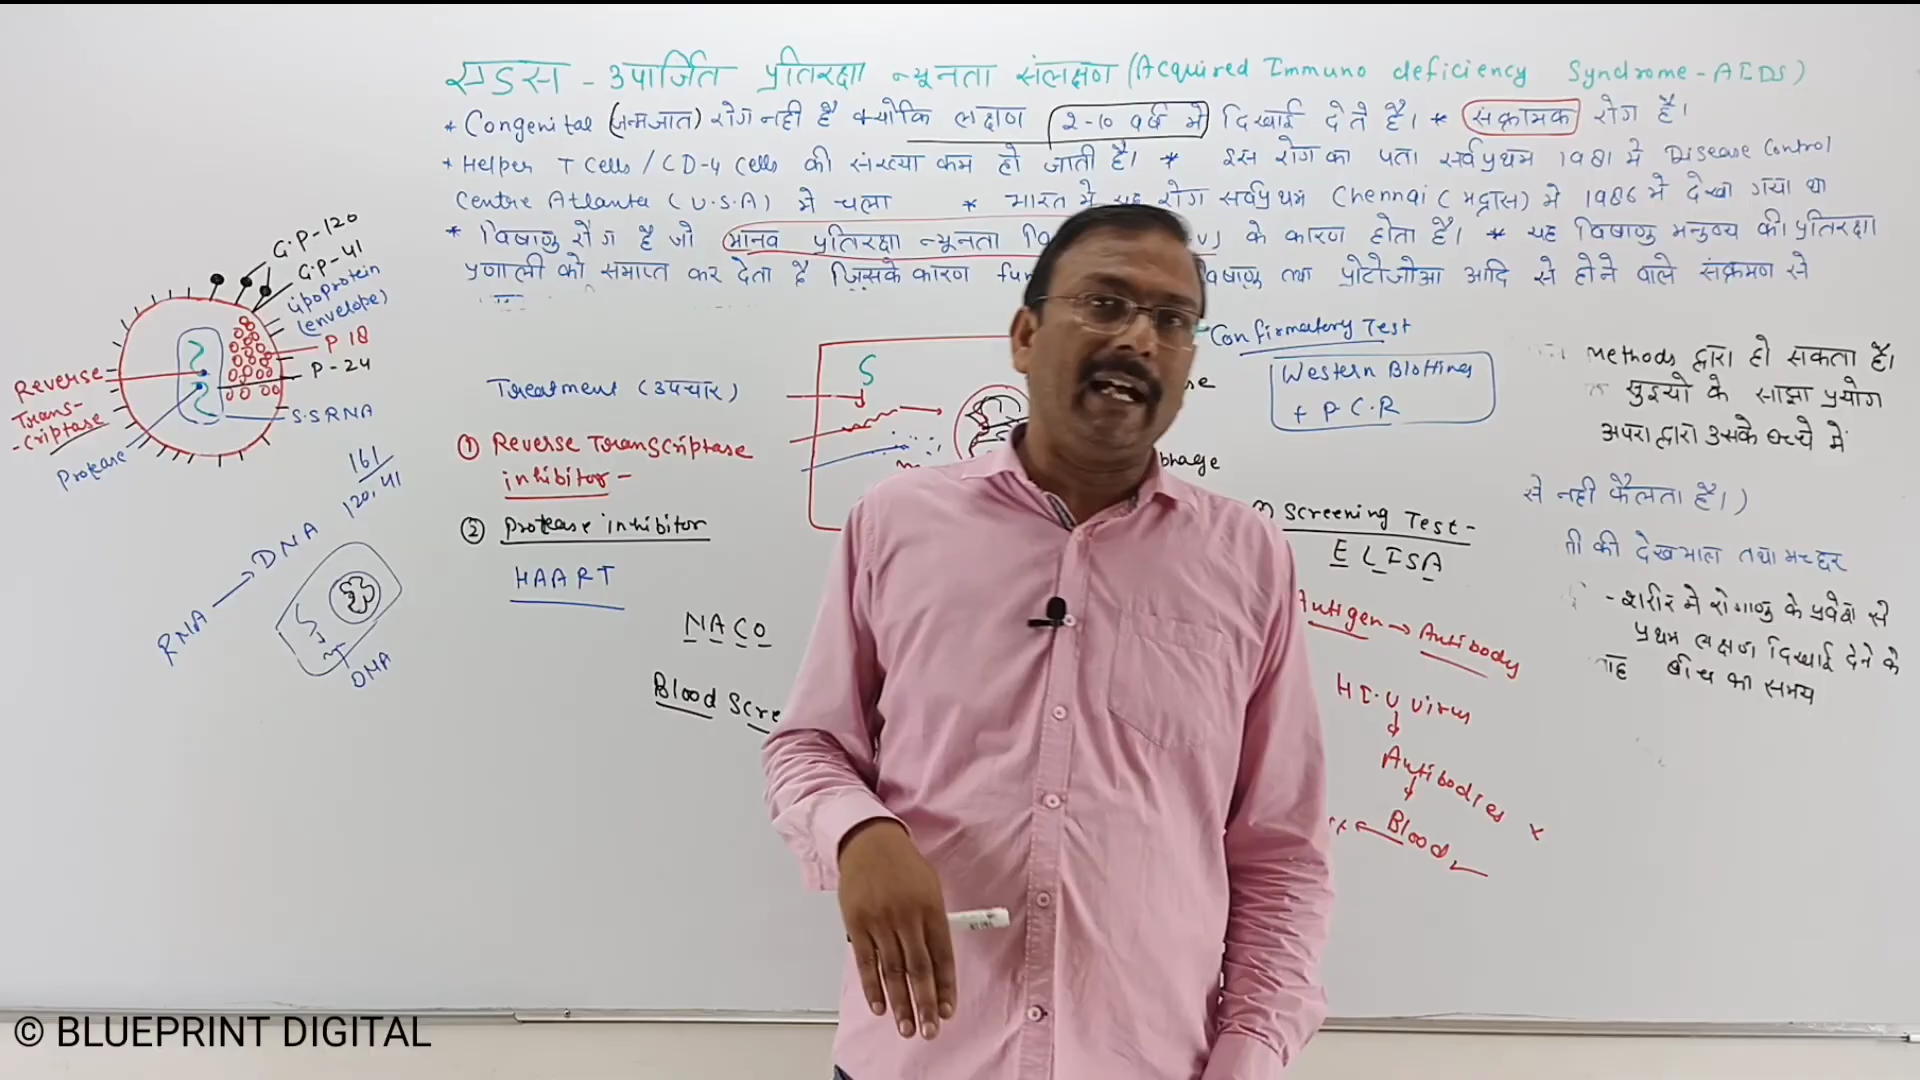 एड्स - उपार्जित प्रतिरक्षा न्यूनता संलक्षण (Acquired Immuno deficiency Syndrome - AIDS)
* Congenital (जन्मजात) रोग नही है क्योकि लक्षण 2-10 वर्ष मे दिखाई देते है। * संक्रामक रोग है।
* Helper T Cells / CD-4 Cells की संख्या कम हो जाती है। * इस रोग का पता सर्वप्रथम 1981 मे Disease Control
Centre Atlanta (U.S.A) मे चला * भारत मे यह रोग सर्वप्रथम Chennai (मद्रास) मे 1986 मे देखा गया था
* विषाणु रोग है जो मानव प्रतिरक्षा न्यूनता के कारण होता है। * यह विषाणु मनुष्य की प्रतिरक्षा
प्रणाली को समाप्त कर देता है जिसके कारण विषाणु तथा प्रोटोजोआ आदि से होने वाले संक्रमण से
G.P-120
G.P-41
Lipoprotein
(envelope)
P 18
P-24
S.S RNA
Reverse
Trans-
-criptase
Protease
161
120,41
RNA → DNA
DNA
Treatment (उपचार)
① Reverse Transcriptase
inhibitor -
② Protease inhibitor
HAART
NACO
Blood Scre
S
phage
Confirmatory Test
Western Blotting
+ P.C.R
Screening Test -
ELISA
Antigen → Antibody
H.I.V virus
↓
Antibodies x
↓
Blood
Methods द्वारा हो सकता है।
सुइयो के साझा प्रयोग
अपरा द्वारा उसके बच्चे में
से नही फैलता है।)
की देखभाल तथा मच्छर
- शरीर मे रोगाणु के प्रवेश से
प्रथम लक्षण दिखाई देने के
बीच का समय
© BLUEPRINT DIGITAL